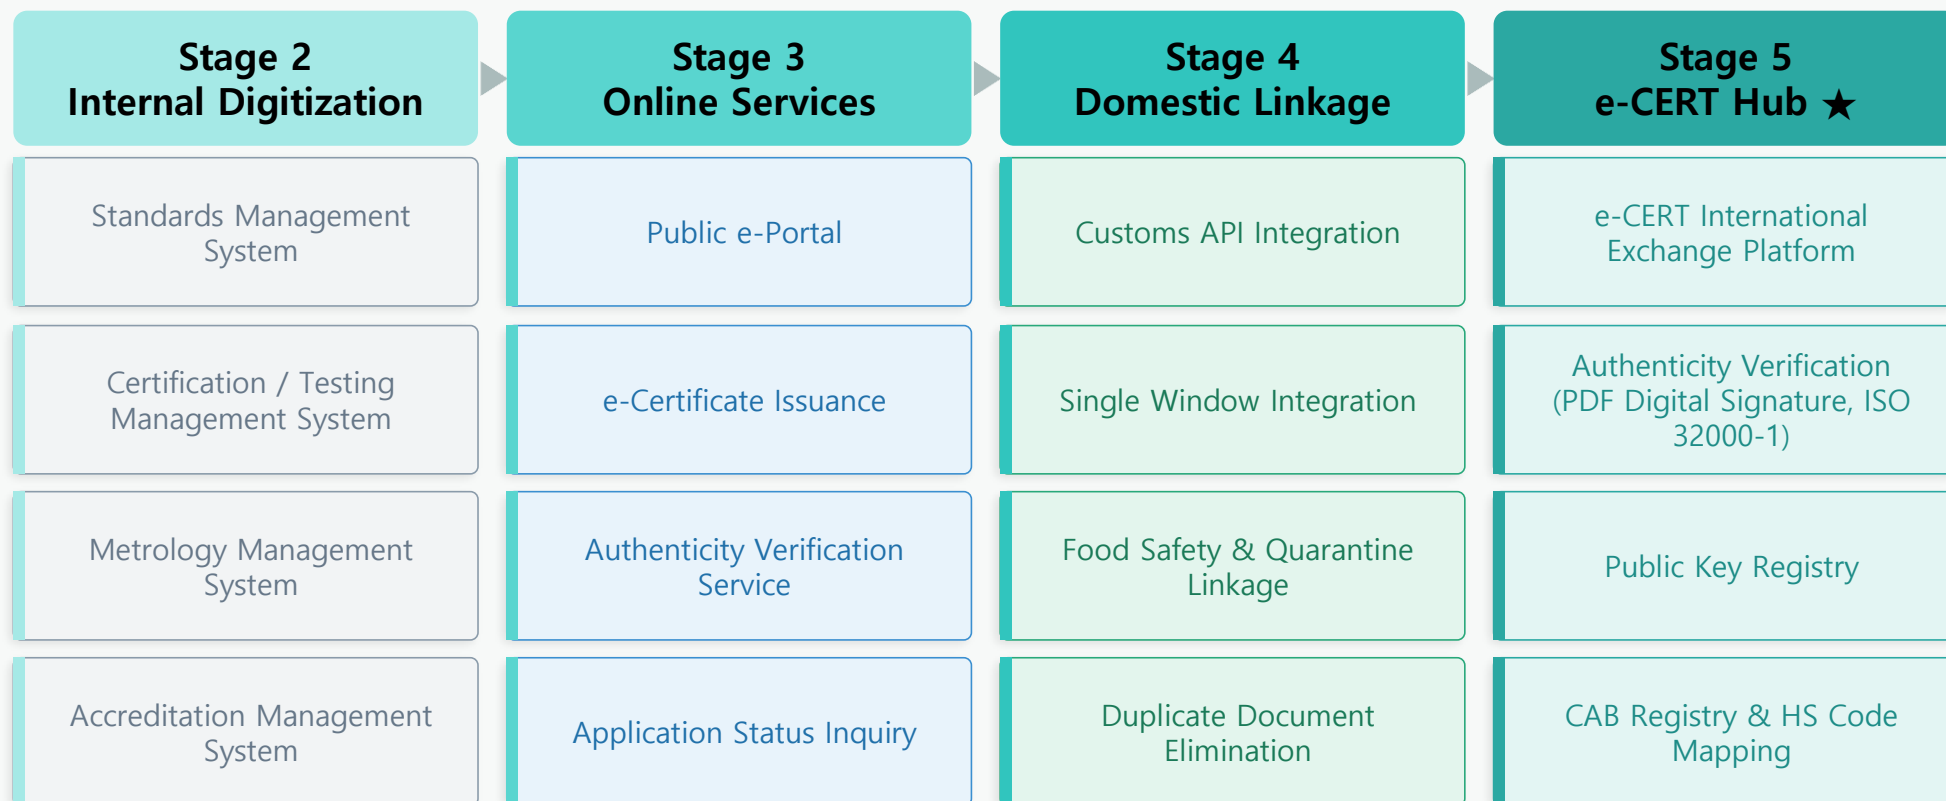 Stage 2
Internal Digitization
Stage 3
Online Services
Stage 4
Domestic Linkage
Stage 5
e-CERT Hub ★
Standards Management
System
Public e-Portal
Customs API Integration
e-CERT International
Exchange Platform
Certification / Testing
Management System
e-Certificate Issuance
Single Window Integration
Authenticity Verification
(PDF Digital Signature, ISO
32000-1)
Metrology Management
System
Authenticity Verification
Service
Food Safety & Quarantine
Linkage
Public Key Registry
Accreditation Management
System
Application Status Inquiry
Duplicate Document
Elimination
CAB Registry & HS Code
Mapping